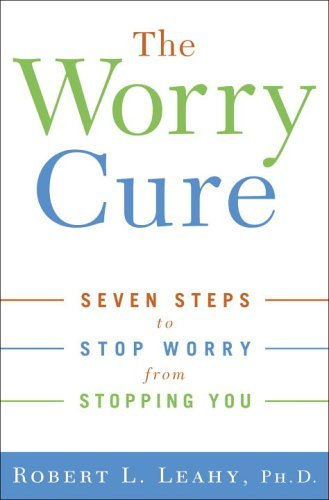 The
Worry
Cure
SEVEN STEPS
to
STOP WORRY
from
STOPPING YOU
ROBERT L. LEAHY, PH.D.